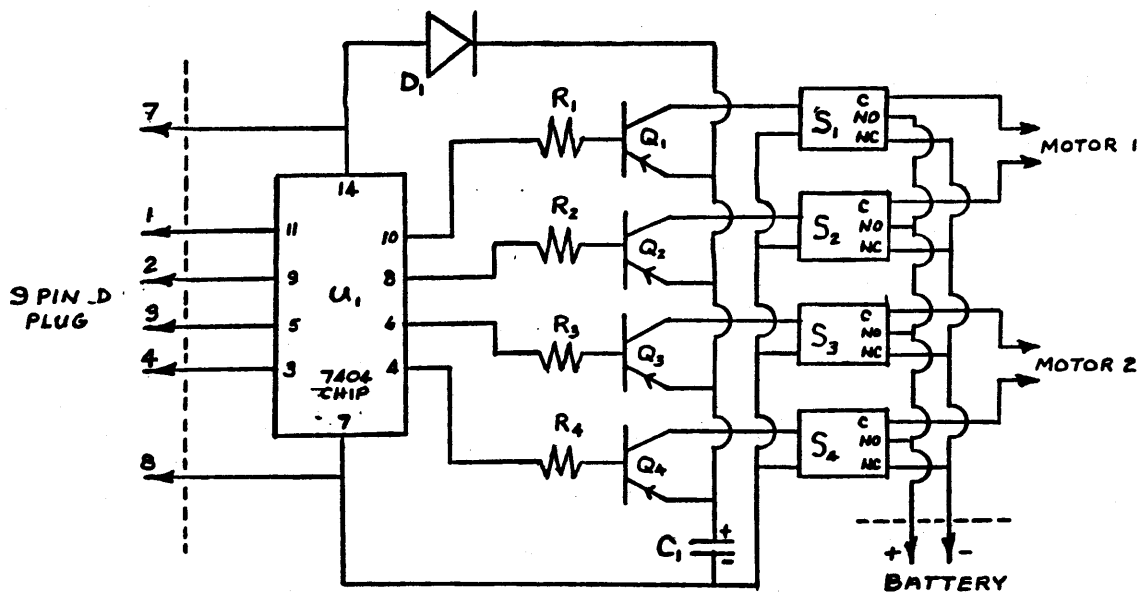 D1
7
1
2
9 PIN D
PLUG
3
4
8
14
11
10
9
8
U1
5
6
3
4
7404
CHIP
7
R1
Q1
R2
Q2
R3
Q3
R4
Q4
C1
+
-
S1
C
NO
NC
S2
C
NO
NC
S3
C
NO
NC
S4
C
NO
NC
MOTOR 1
MOTOR 2
+ -
BATTERY